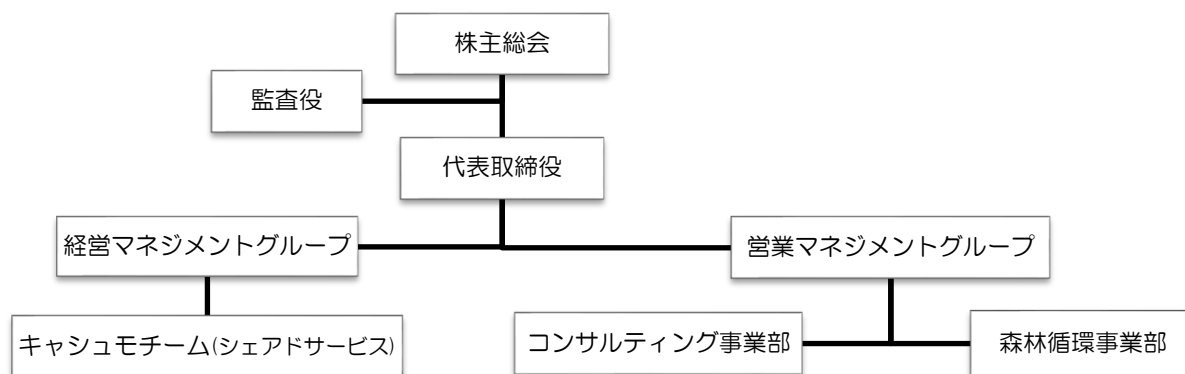 株主総会
監査役
代表取締役
経営マネジメントグループ
営業マネジメントグループ
キャシュモチーム(シェアドサービス)
コンサルティング事業部
森林循環事業部